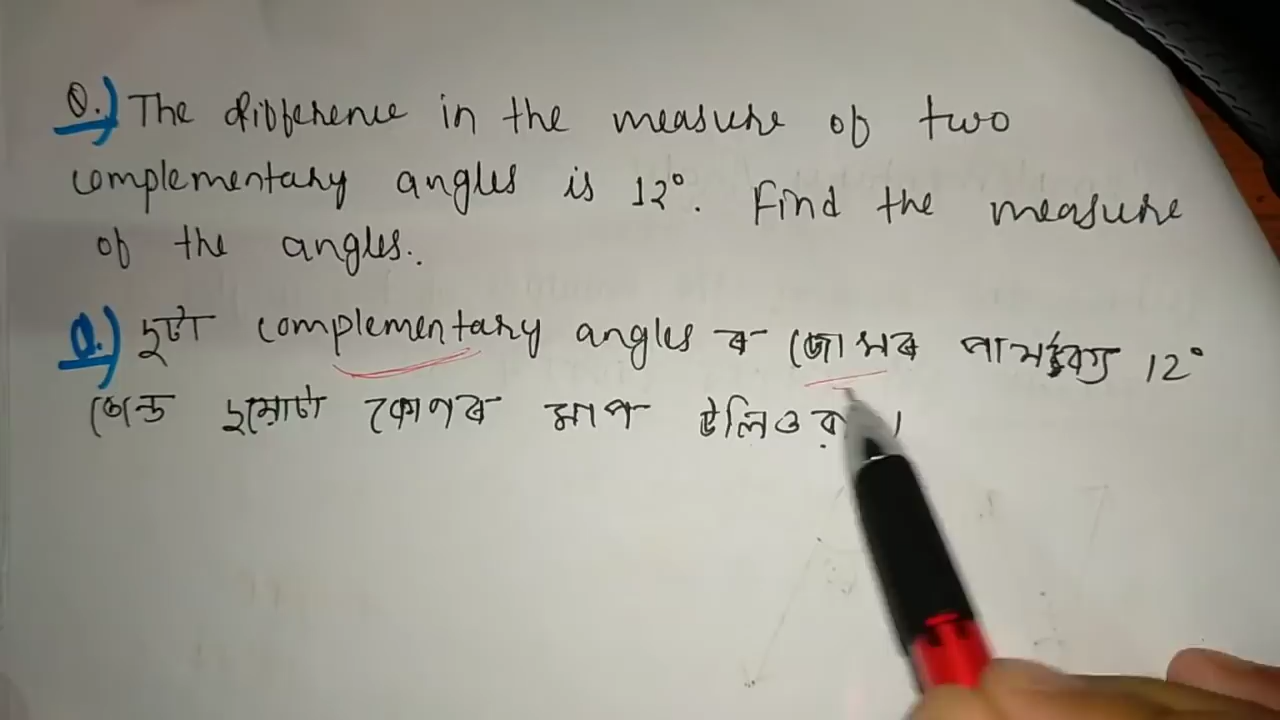 Q.) The difference in the measure of two
complementary angles is 12°. Find the measure
of the angles.
Q.) দুটা complementary angles ৰ জোখৰ 12°
কোণৰ মাপ উলিওৱা ।